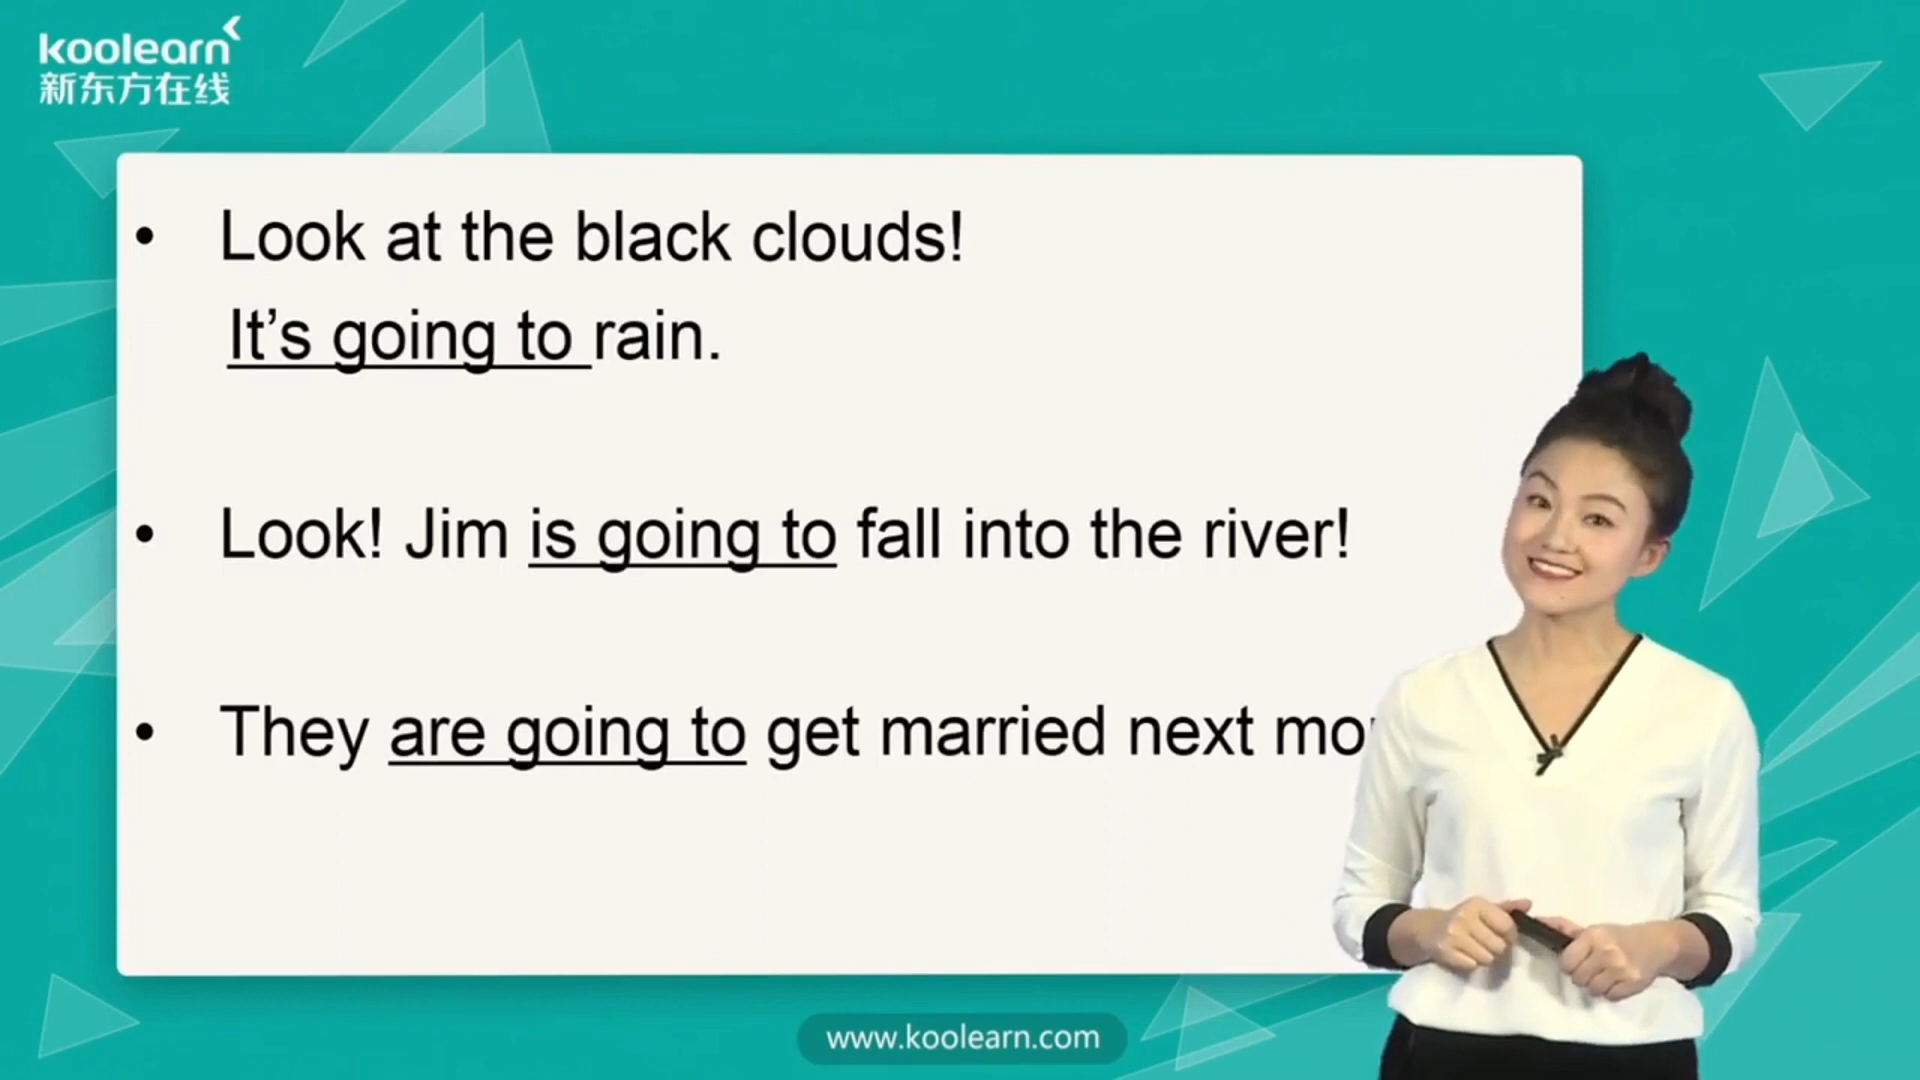 koolearn
新东方在线
• Look at the black clouds!
It’s going to rain.
• Look! Jim is going to fall into the river!
• They are going to get married next
www.koolearn.com